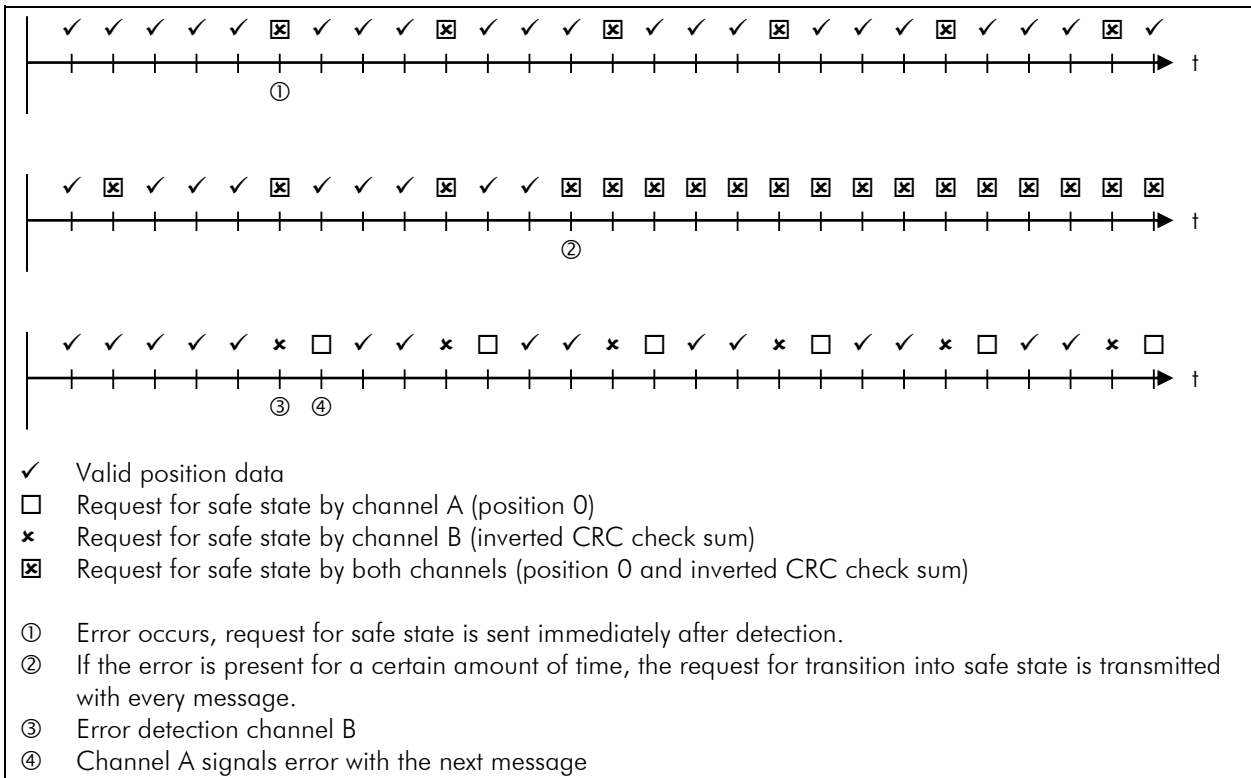 ✓ ✓ ✓ ✓ ✓ 🗷 ✓ ✓ ✓ 🗷 ✓ ✓ ✓ 🗷 ✓ ✓ ✓ 🗷 ✓ ✓ ✓ 🗷 ✓ ✓ ✓ 🗷 ✓
t
①
✓ 🗷 ✓ ✓ ✓ 🗷 ✓ ✓ ✓ 🗷 ✓ ✓ 🗷 🗷 🗷 🗷 🗷 🗷 🗷 🗷 🗷 🗷 🗷 🗷 🗷 🗷 🗷
t
②
✓ ✓ ✓ ✓ ✓ × □ ✓ ✓ × □ ✓ ✓ × □ ✓ ✓ × □ ✓ ✓ × □ ✓ ✓ × □
t
③ ④
✓ Valid position data
□ Request for safe state by channel A (position 0)
× Request for safe state by channel B (inverted CRC check sum)
🗷 Request for safe state by both channels (position 0 and inverted CRC check sum)
① Error occurs, request for safe state is sent immediately after detection.
② If the error is present for a certain amount of time, the request for transition into safe state is transmitted
with every message.
③ Error detection channel B
④ Channel A signals error with the next message